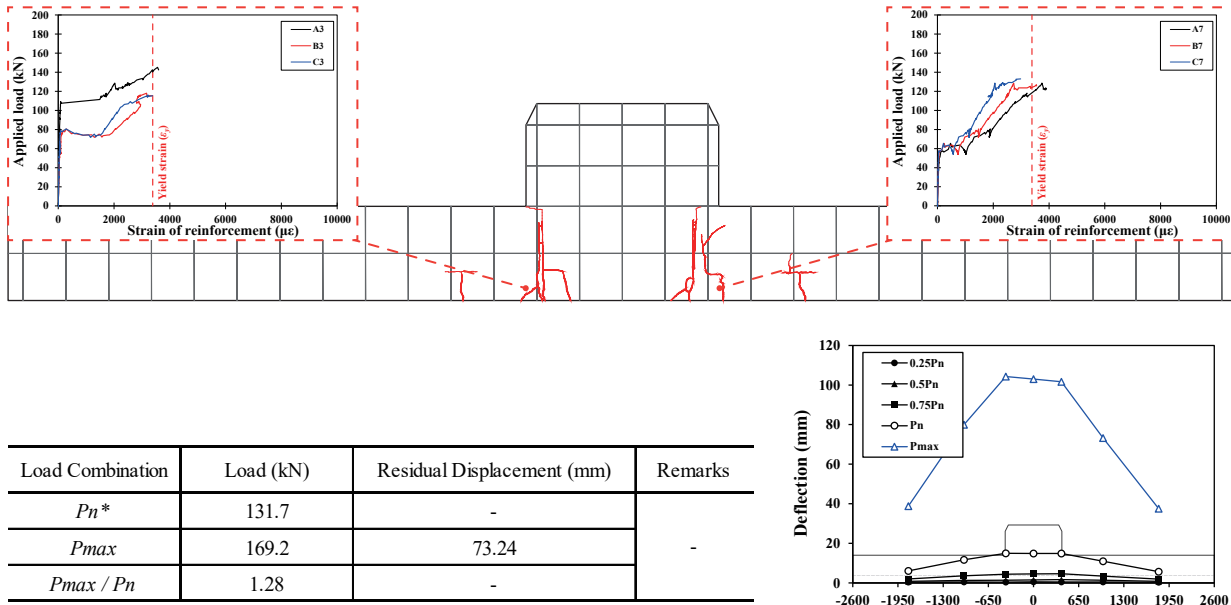 200
180
160
140
120
100
80
60
40
20
0
Applied load (kN)
A3
B3
C3
Yield strain (εy)
0 2000 4000 6000 8000 10000
Strain of reinforcement (με)
200
180
160
140
120
100
80
60
40
20
0
Applied load (kN)
A7
B7
C7
Yield strain (εy)
0 2000 4000 6000 8000 10000
Strain of reinforcement (με)
Load Combination Load (kN) Residual Displacement (mm) Remarks
Pn* 131.7 -
Pmax 169.2 73.24 -
Pmax / Pn 1.28 -
120
100
80
60
40
20
0
Deflection (mm)
0.25Pn
0.5Pn
0.75Pn
Pn
Pmax
-2600 -1950 -1300 -650 0 650 1300 1950 2600